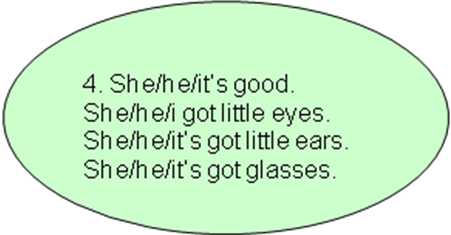 4. She/he/it's good.
She/he/i got little eyes.
She/he/it's got little ears.
She/he/it's got glasses.